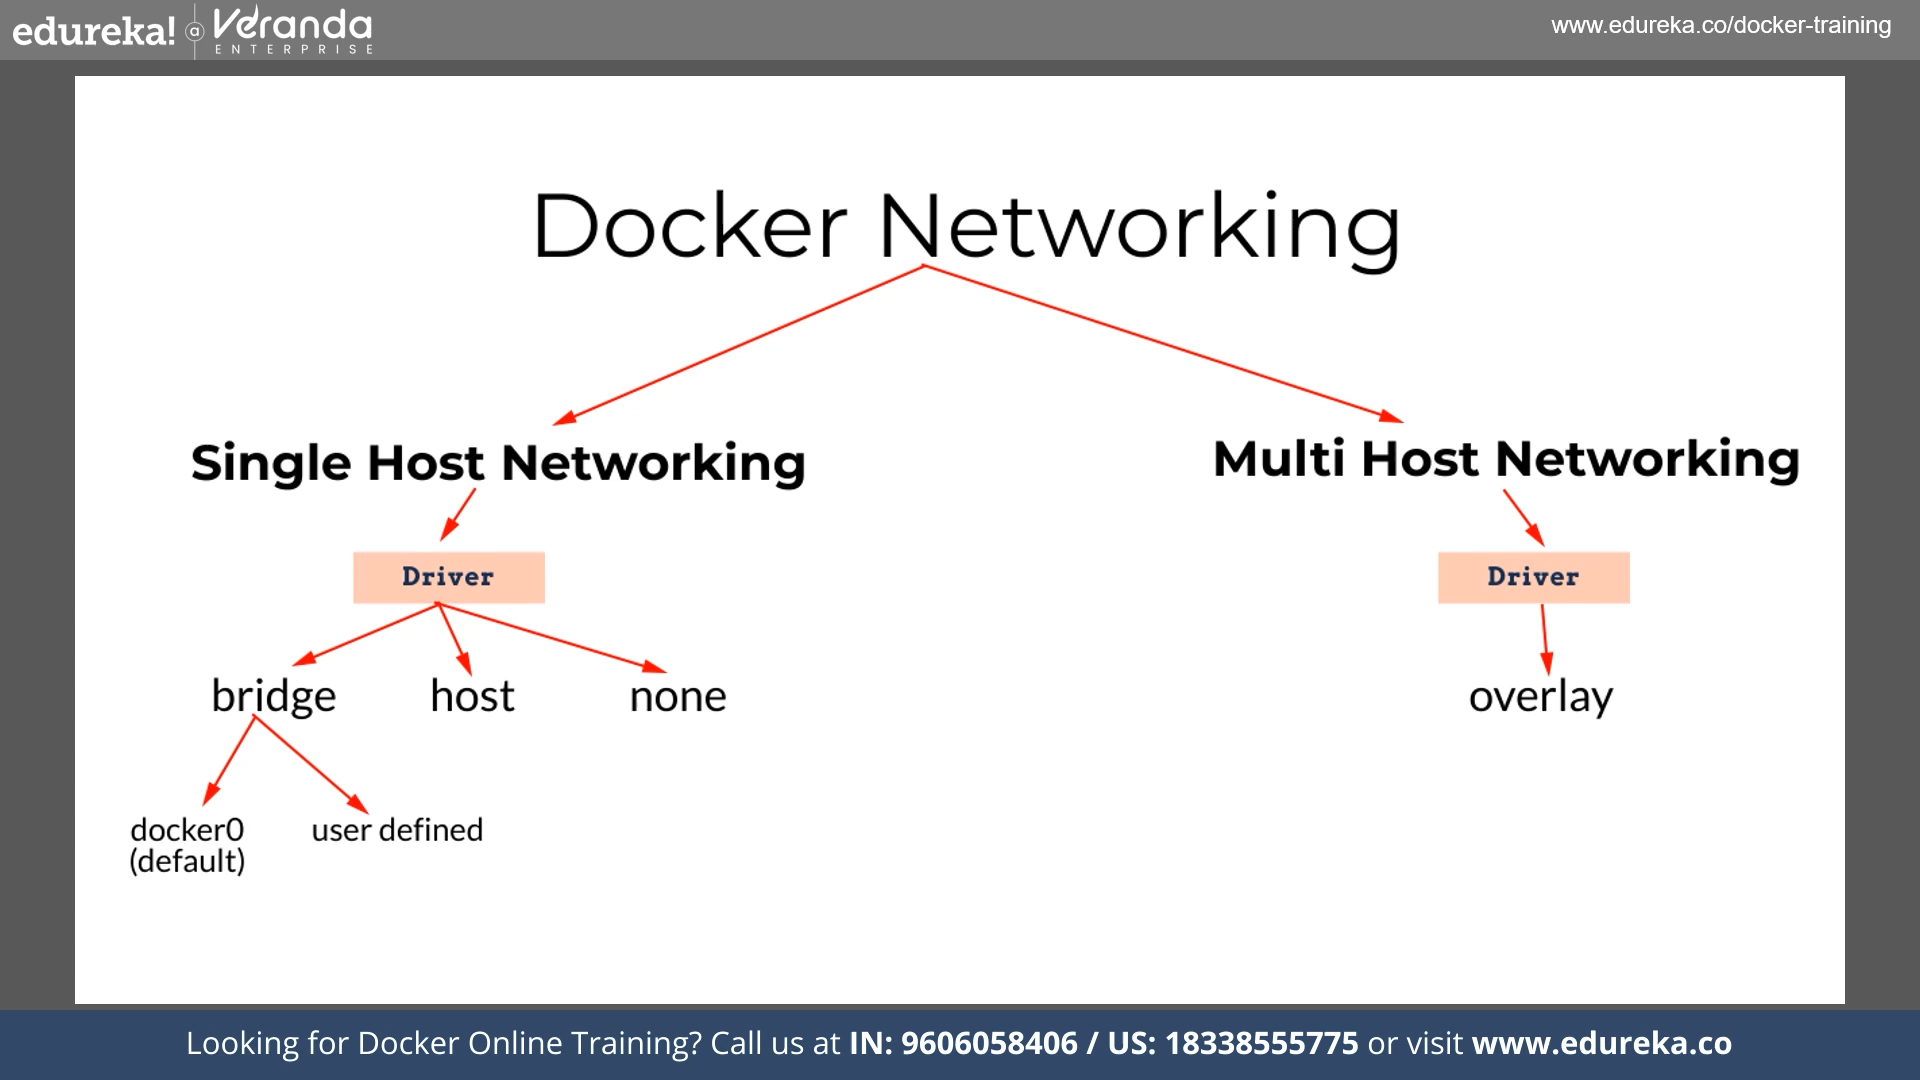 edureka! @ Veranda
ENTERPRISE
www.edureka.co/docker-training
Docker Networking
Single Host Networking
Multi Host Networking
Driver
Driver
bridge
host
none
overlay
docker0
(default)
user defined
Looking for Docker Online Training? Call us at IN: 9606058406 / US: 18338555775 or visit www.edureka.co